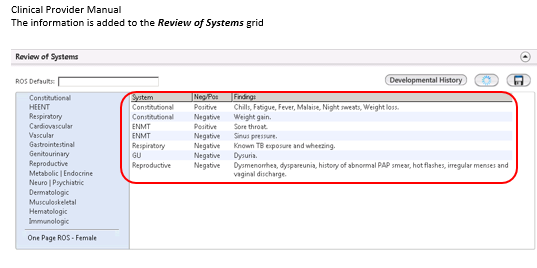 Clinical Provider Manual
The information is added to the Review of Systems grid
Review of Systems
ROS Defaults:
Developmental History
Constitutional
HEENT
Respiratory
Cardiovascular
Vascular
Gastrointestinal
Genitourinary
Reproductive
Metabolic | Endocrine
Neuro | Psychiatric
Dermatologic
Musculoskeletal
Hematologic
Immunologic
One Page ROS - Female
System Neg/Pos Findings
Constitutional Positive Chills, Fatigue, Fever, Malaise, Night sweats, Weight loss.
Constitutional Negative Weight gain.
ENMT Positive Sore throat.
ENMT Negative Sinus pressure.
Respiratory Negative Known TB exposure and wheezing.
GU Negative Dysuria.
Reproductive Negative Dysmenorrhea, dyspareunia, history of abnormal PAP smear, hot flashes, irregular menses and
vaginal discharge.